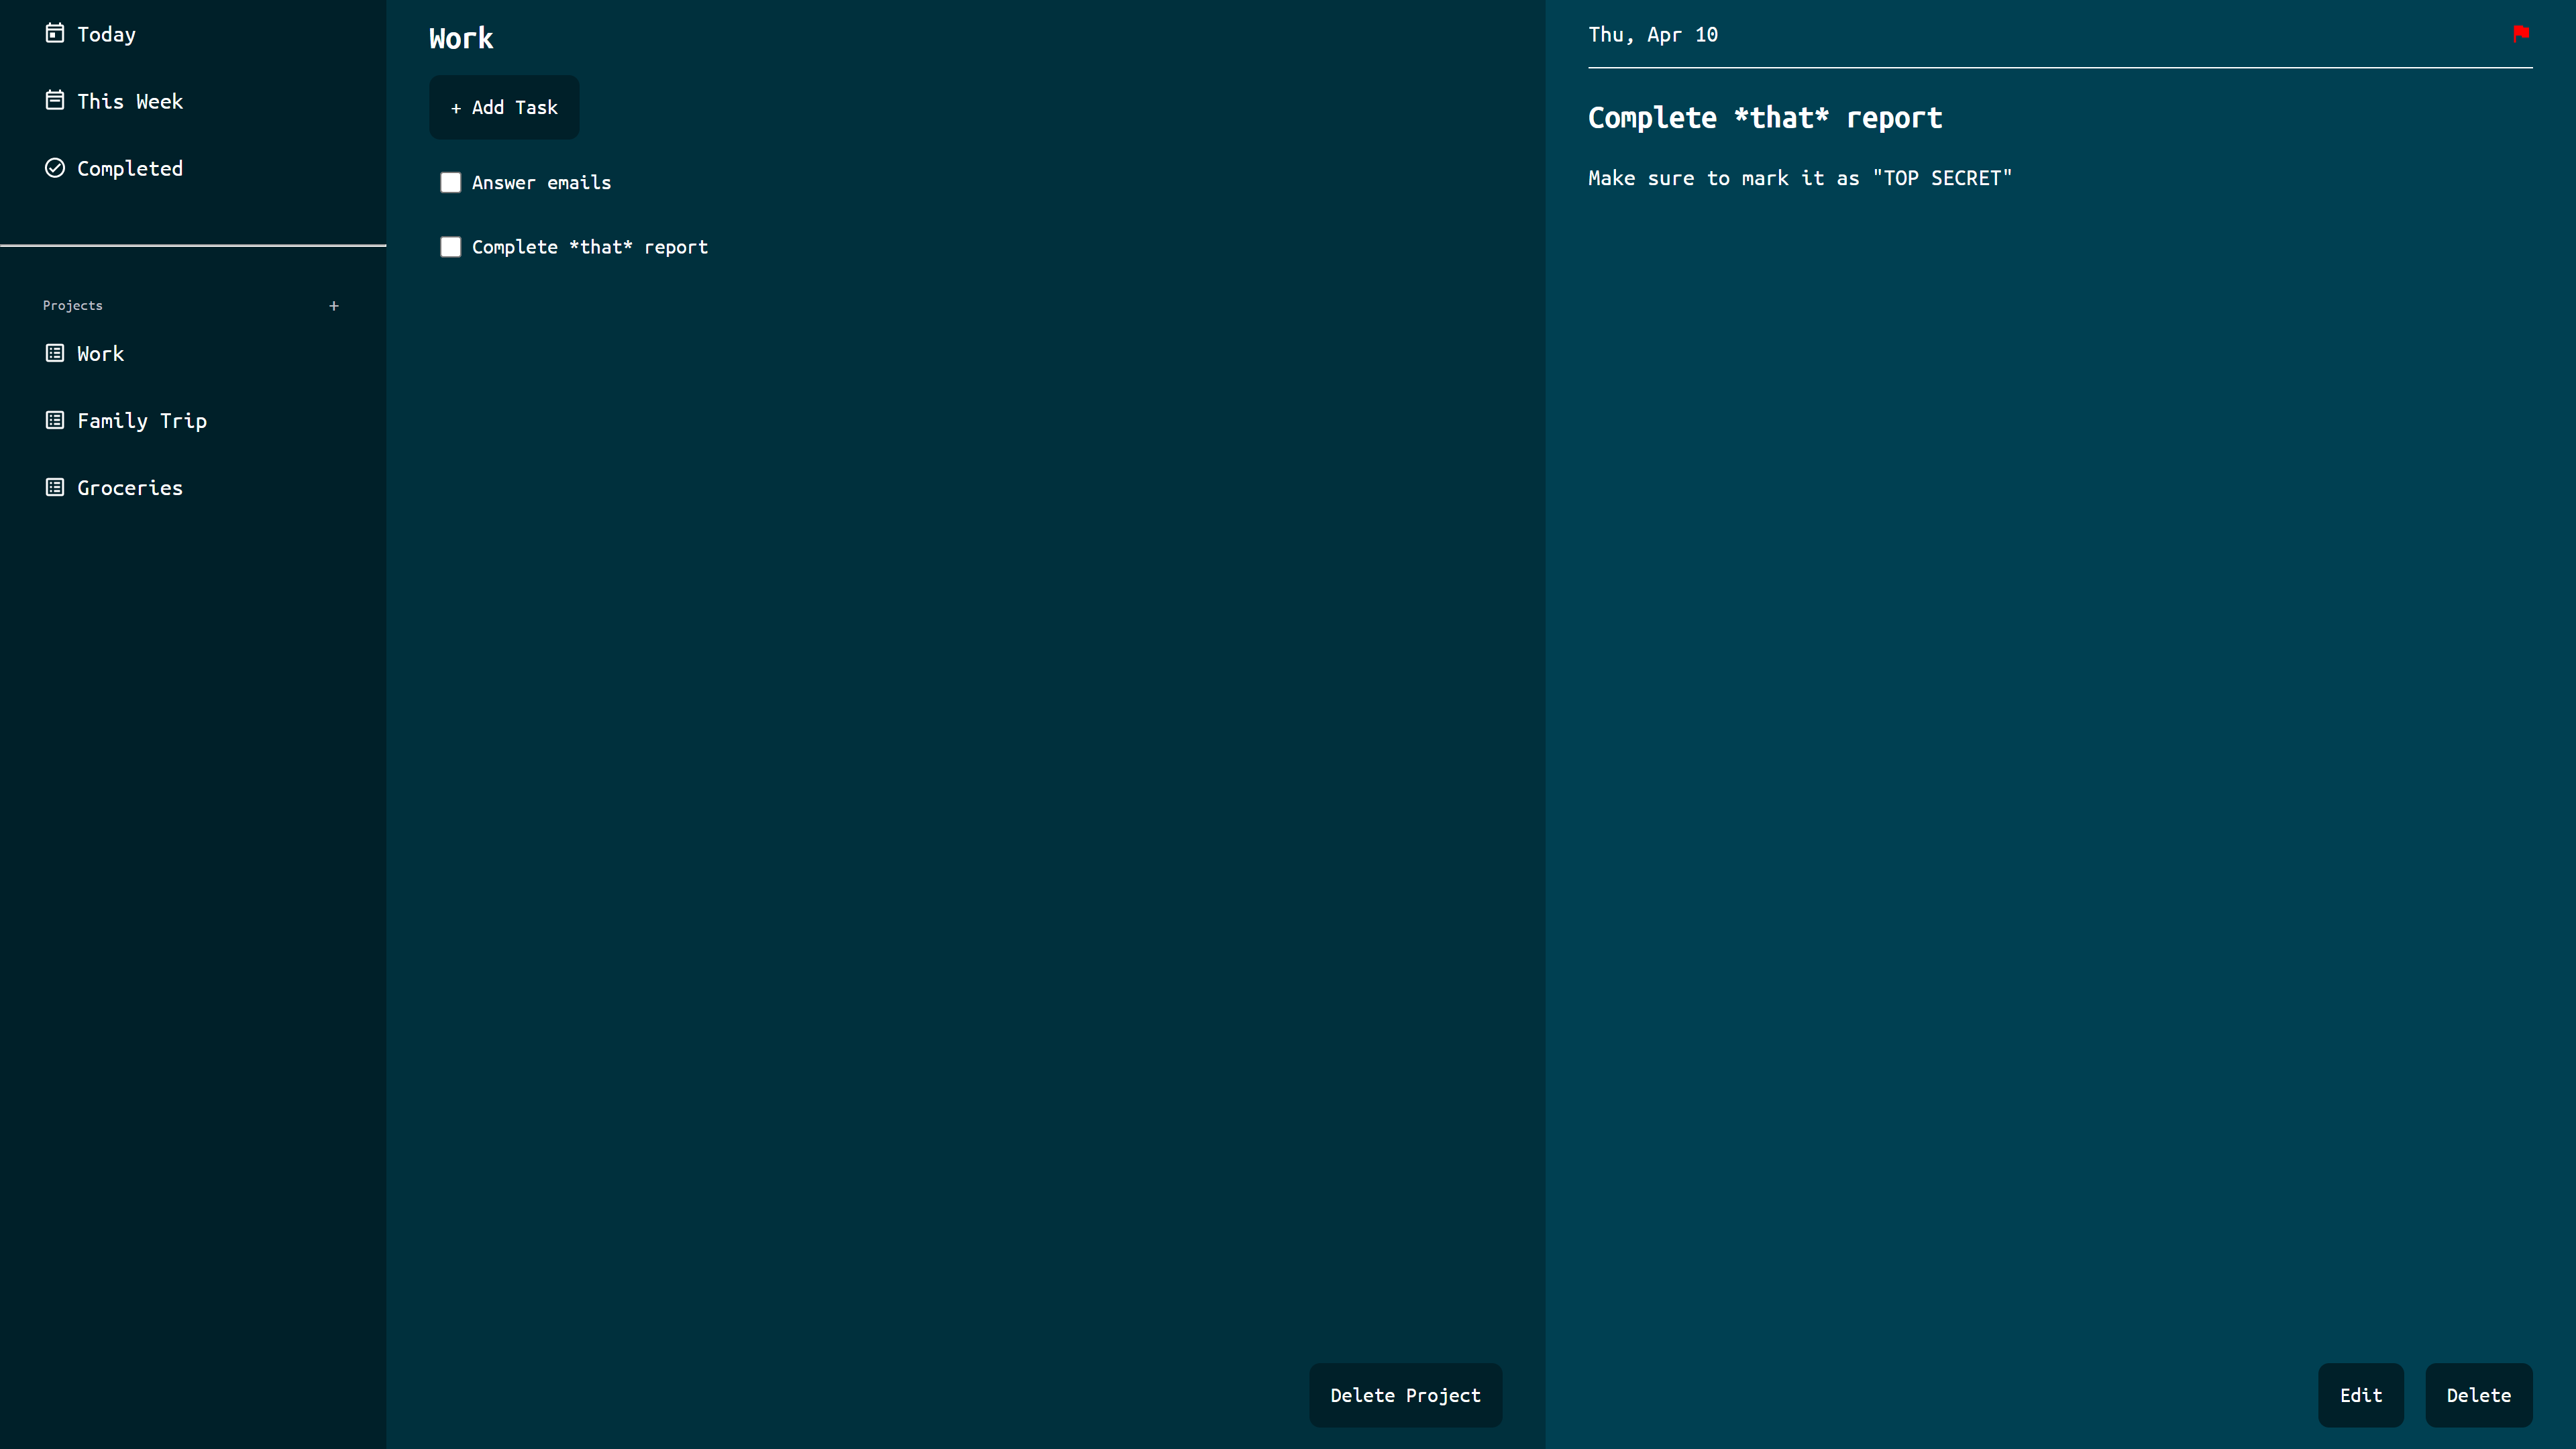 Today
This Week
Completed
Projects +
Work
Family Trip
Groceries
Work
+ Add Task
Answer emails
Complete *that* report
Delete Project
Thu, Apr 10
Complete *that* report
Make sure to mark it as "TOP SECRET"
Edit
Delete